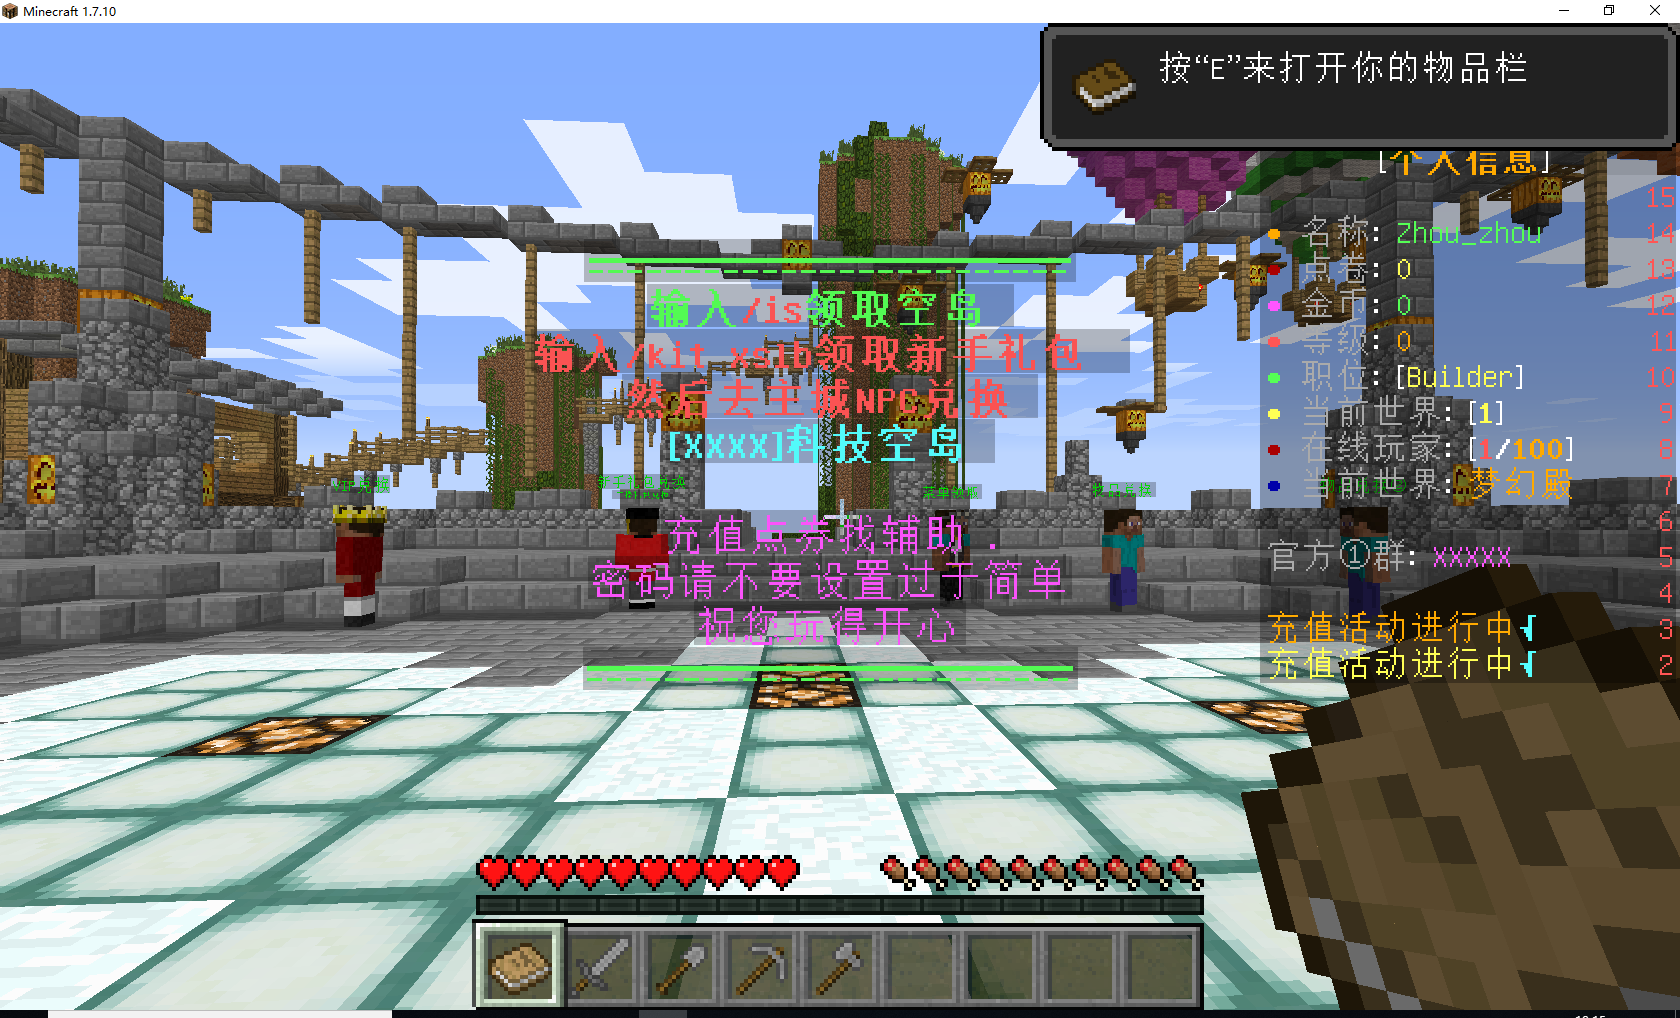 Minecraft 1.7.10
按“E”来打开你的物品栏
[个人信息]
15
名称: Zhou_zhou 14
点卷: 0 13
金币: 0 12
等级: 0 11
职位: [Builder] 10
当前世界: [1] 9
在线玩家: [1/100] 8
当前世界: 梦幻殿 7
6
官方①群: XXXXX 5
4
充值活动进行中 3
充值活动进行中 2
输入/is领取空岛
输入/kit xslb领取新手礼包
然后去主城NPC兑换
[XXXX]科技空岛
VIP兑换
充值点券找辅助.
密码请不要设置过于简单
祝您玩得开心